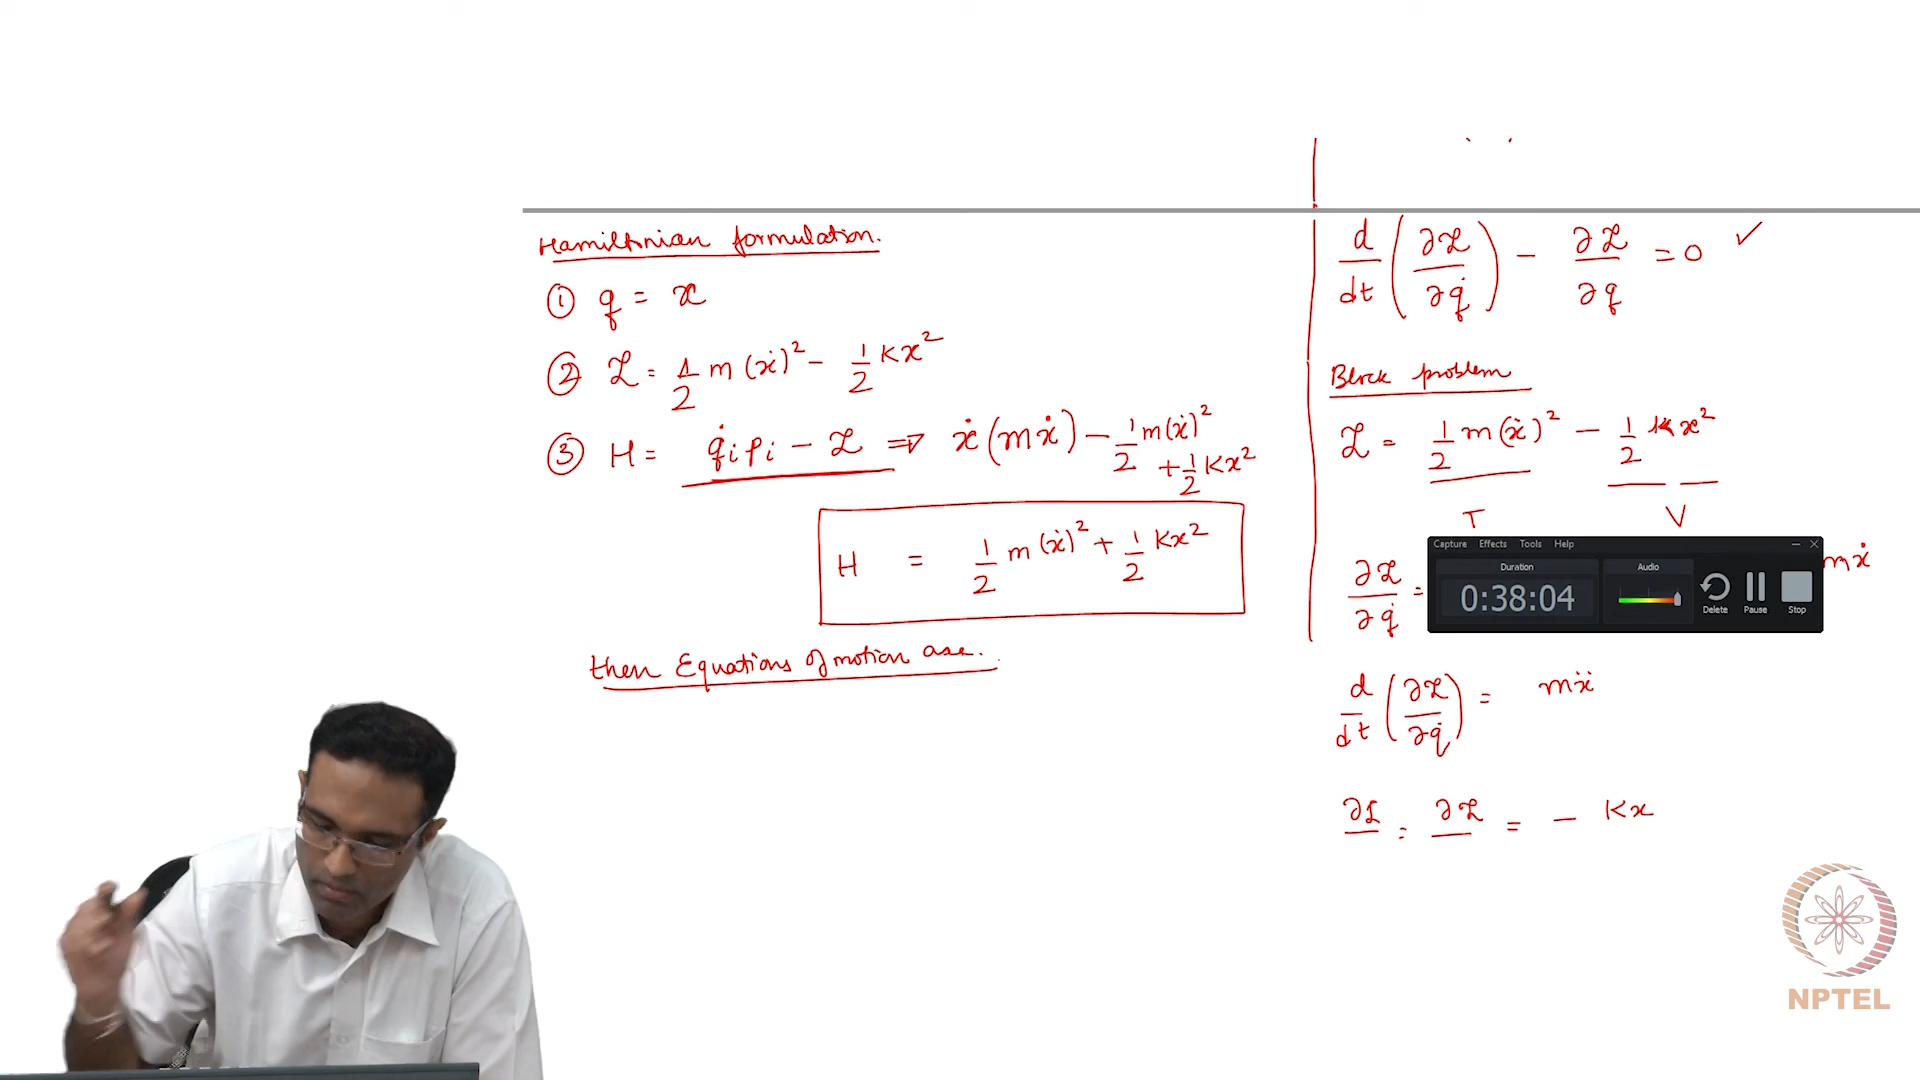 Hamiltonian formulation.
① q = x
② ℒ = 1/2 m(ẋ)² - 1/2 Kx²
③ H = q̇ᵢpᵢ - ℒ ⇒ ẋ(mẋ) - 1/2 m(ẋ)²
+ 1/2 Kx²
H = 1/2 m(ẋ)² + 1/2 Kx²
then Equations of motion are.
d/dt (∂ℒ/∂q̇) - ∂ℒ/∂q = 0 ✓
Block problem
ℒ = 1/2 m(ẋ)² - 1/2 kx²
T V
∂ℒ/∂q̇ = mẋ
Capture Effects Tools Help
Duration Audio
0:38:04
Delete Pause Stop
d/dt (∂ℒ/∂q̇) = mẍ
∂ℒ = ∂ℒ = - Kx
NPTEL